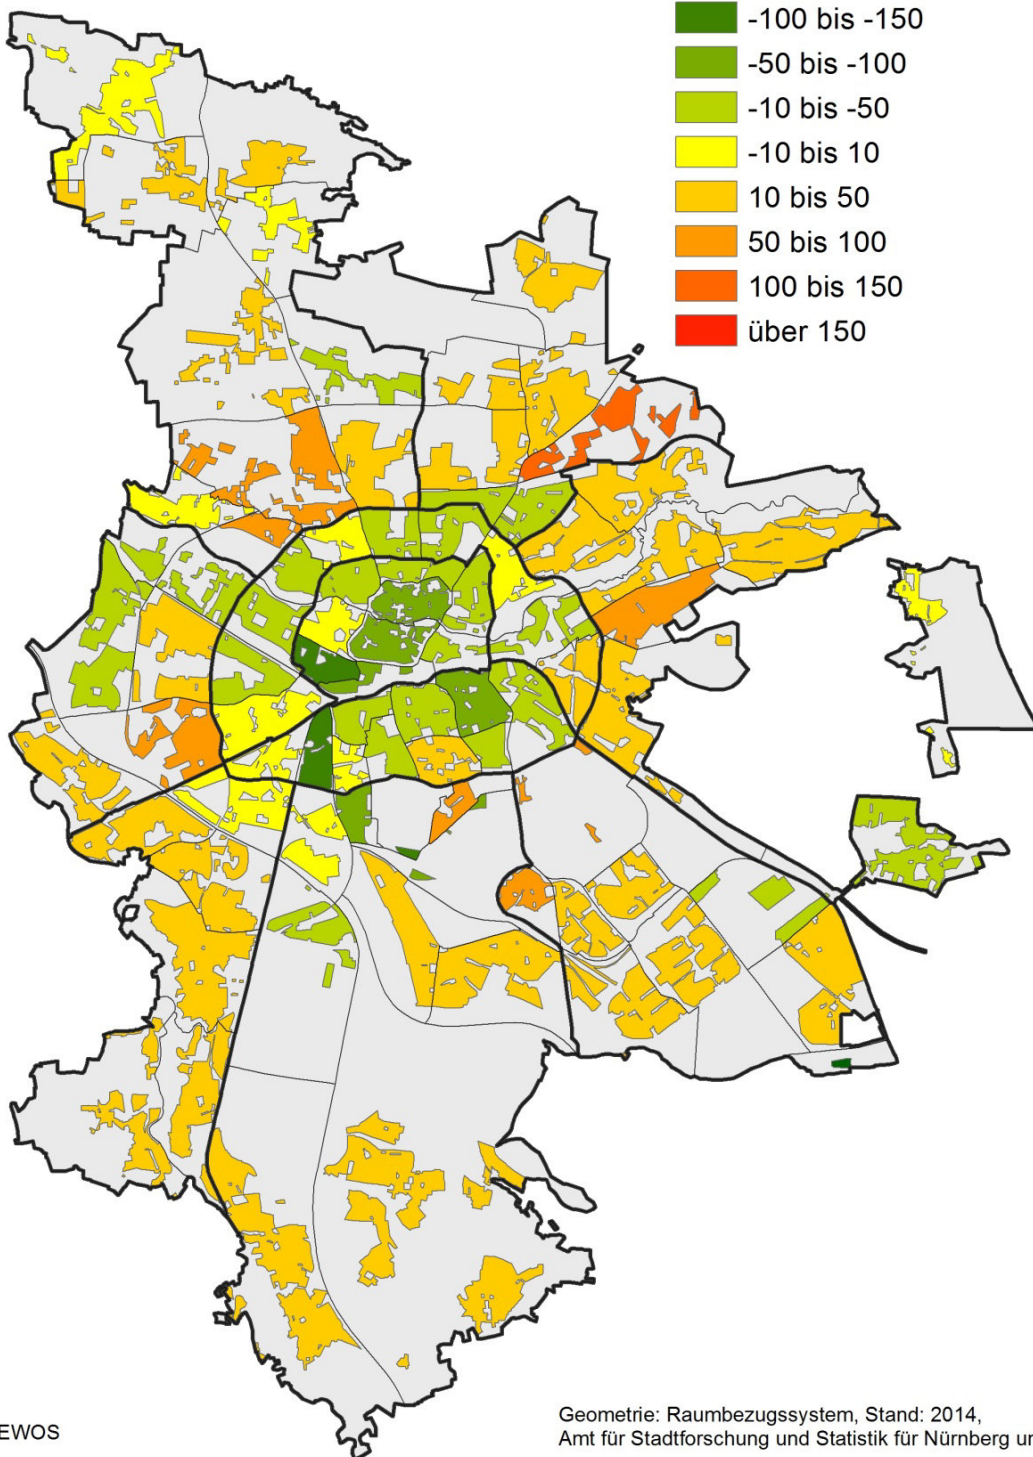 -100 bis -150
-50 bis -100
-10 bis -50
-10 bis 10
10 bis 50
50 bis 100
100 bis 150
über 150
EWOS
Geometrie: Raumbezugssystem, Stand: 2014,
Amt für Stadtforschung und Statistik für Nürnberg